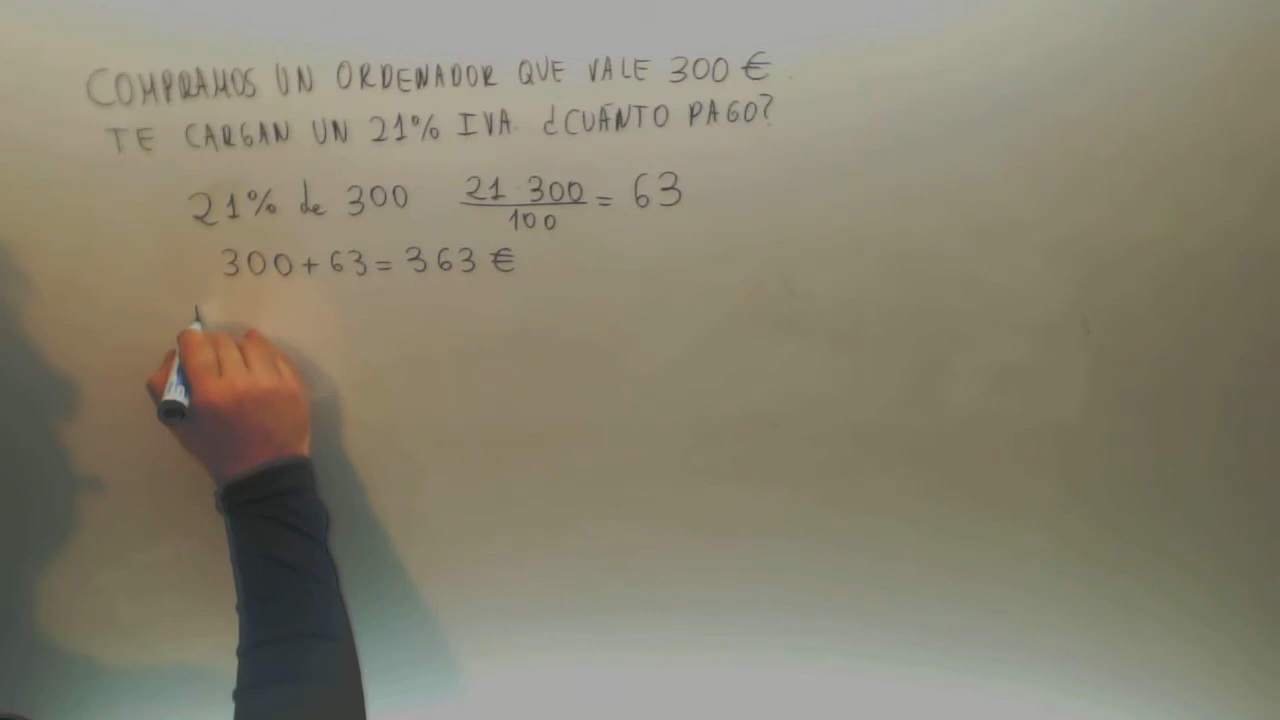 COMPRAMOS UN ORDENADOR QUE VALE 300 €.
TE CARGAN UN 21% IVA. ¿CUÁNTO PAGO?
21% de 300 21·300/100 = 63
300 + 63 = 363 €